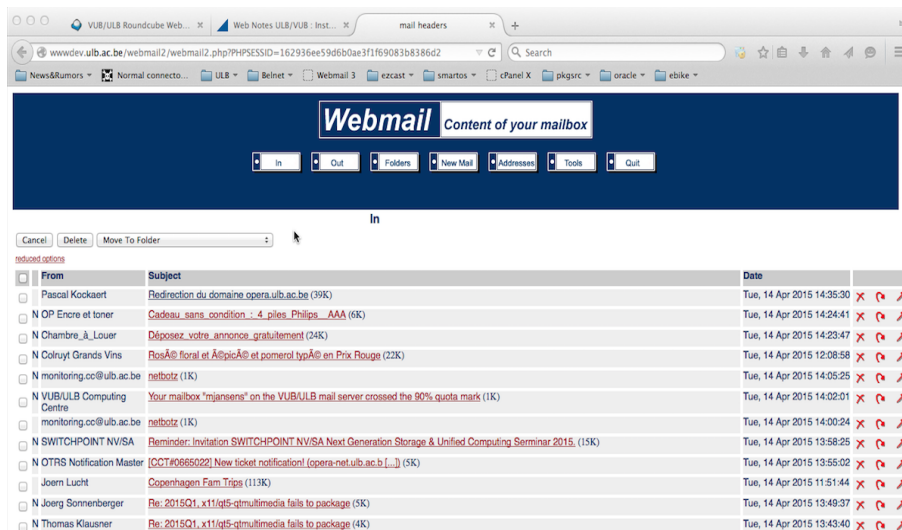 VUB/ULB Roundcube Web...
Web Notes ULB/VUB : Inst...
mail headers
wwwdev.ulb.ac.be/webmail2/webmail2.php?PHPSESSID=162936ee59d6b0ae3f1f69083b8386d2
Search
News&Rumors
Normal connecto...
ULB
Belnet
Webmail 3
ezcast
smartos
cPanel X
pkgsrc
oracle
ebike
Webmail Content of your mailbox
In
Out
Folders
New Mail
Addresses
Tools
Quit
In
Cancel
Delete
Move To Folder
reduced options
From Subject Date
Pascal Kockaert Redirection du domaine opera.ulb.ac.be (39K) Tue, 14 Apr 2015 14:35:30
N OP Encre et toner Cadeau_sans_condition_:_4_piles_Philips__AAA (6K) Tue, 14 Apr 2015 14:24:41
N Chambre_à_Louer Déposez_votre_annonce_gratuitement (24K) Tue, 14 Apr 2015 14:23:47
N Colruyt Grands Vins RosÃ© floral et Ã©picÃ© et pomerol typÃ© en Prix Rouge (22K) Tue, 14 Apr 2015 12:08:58
N monitoring.cc@ulb.ac.be netbotz (1K) Tue, 14 Apr 2015 14:05:25
N VUB/ULB Computing Centre Your mailbox "mjansens" on the VUB/ULB mail server crossed the 90% quota mark (1K) Tue, 14 Apr 2015 14:02:01
monitoring.cc@ulb.ac.be netbotz (1K) Tue, 14 Apr 2015 14:00:24
N SWITCHPOINT NV/SA Reminder: Invitation SWITCHPOINT NV/SA Next Generation Storage & Unified Computing Serminar 2015. (15K) Tue, 14 Apr 2015 13:58:25
N OTRS Notification Master [CCT#0665022] New ticket notification! (opera-net.ulb.ac.b [...]) (5K) Tue, 14 Apr 2015 13:55:02
Joern Lucht Copenhagen Fam Trips (113K) Tue, 14 Apr 2015 11:51:44
N Joerg Sonnenberger Re: 2015Q1, x11/qt5-qtmultimedia fails to package (5K) Tue, 14 Apr 2015 13:49:37
N Thomas Klausner Re: 2015Q1, x11/qt5-qtmultimedia fails to package (4K) Tue, 14 Apr 2015 13:43:40